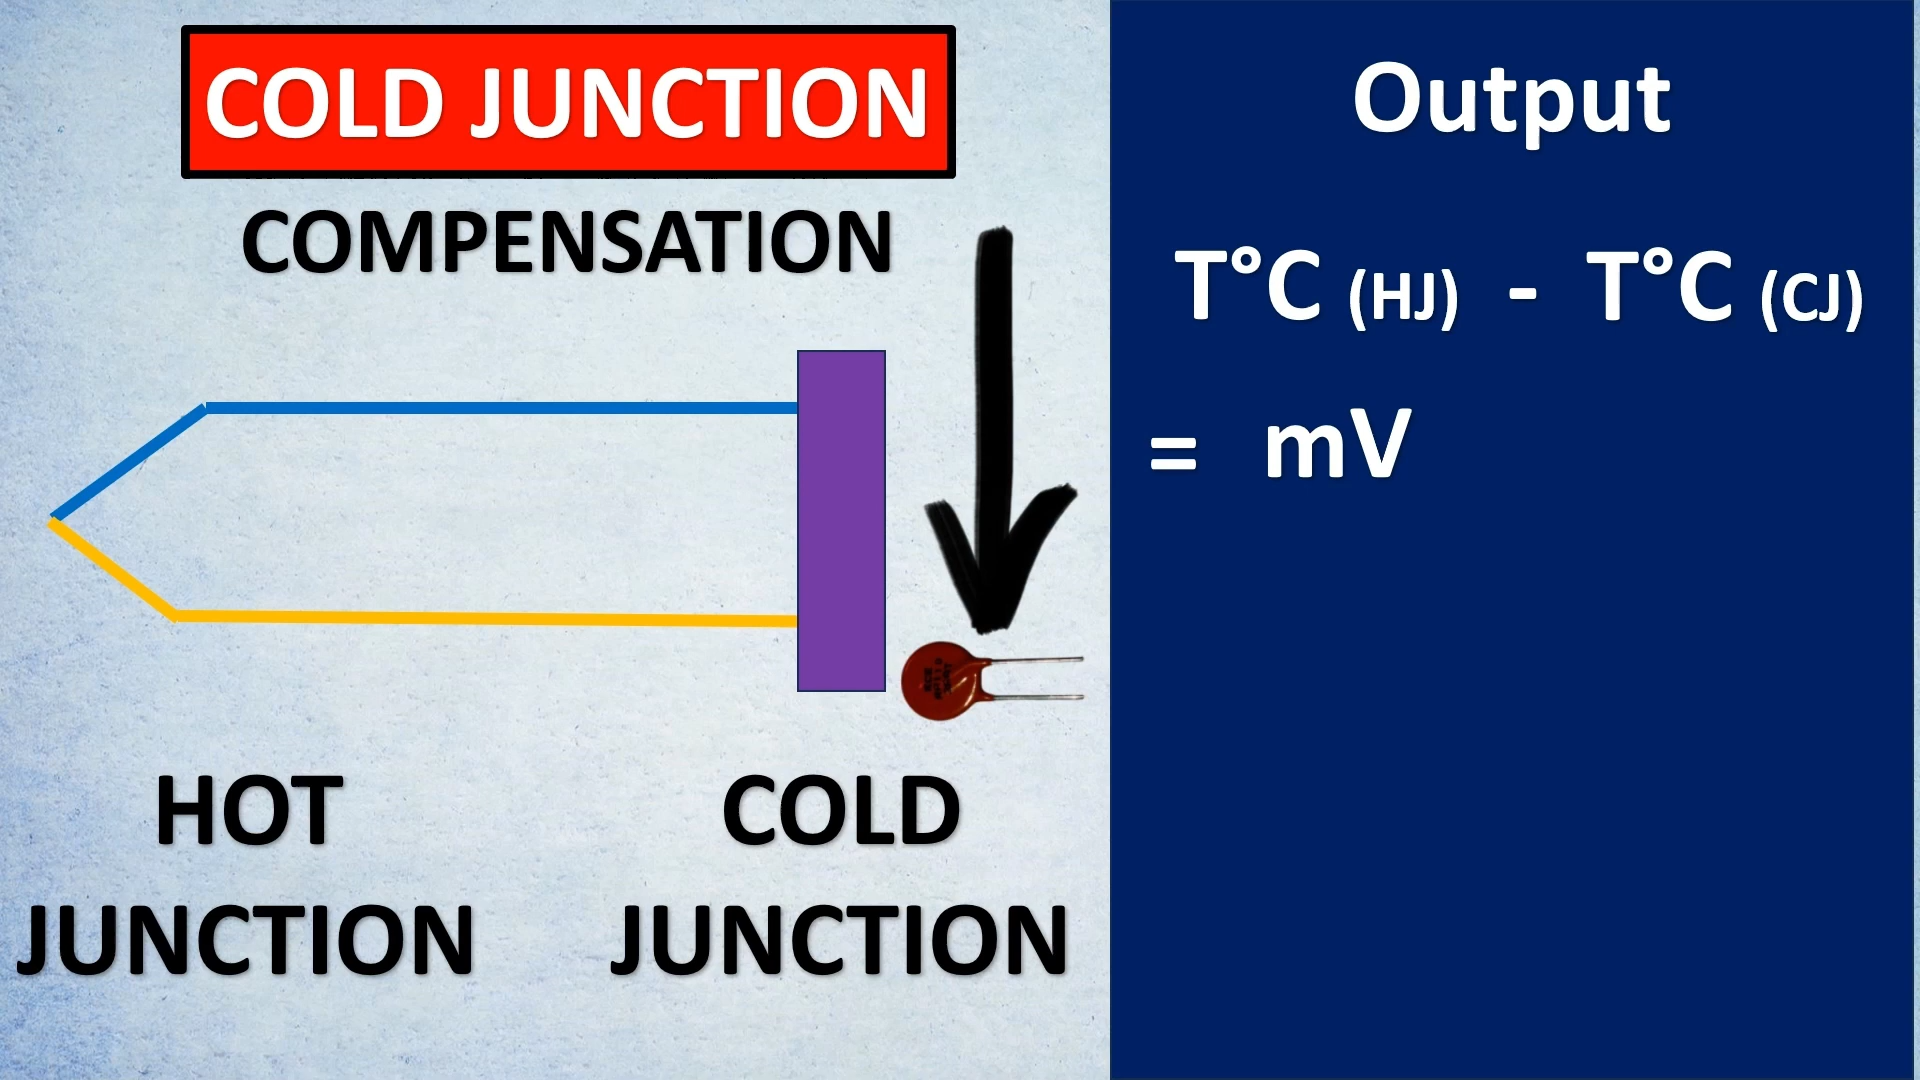 COLD JUNCTION
COMPENSATION
HOT
JUNCTION
COLD
JUNCTION
Output
T°C (HJ) - T°C (CJ)
= mV